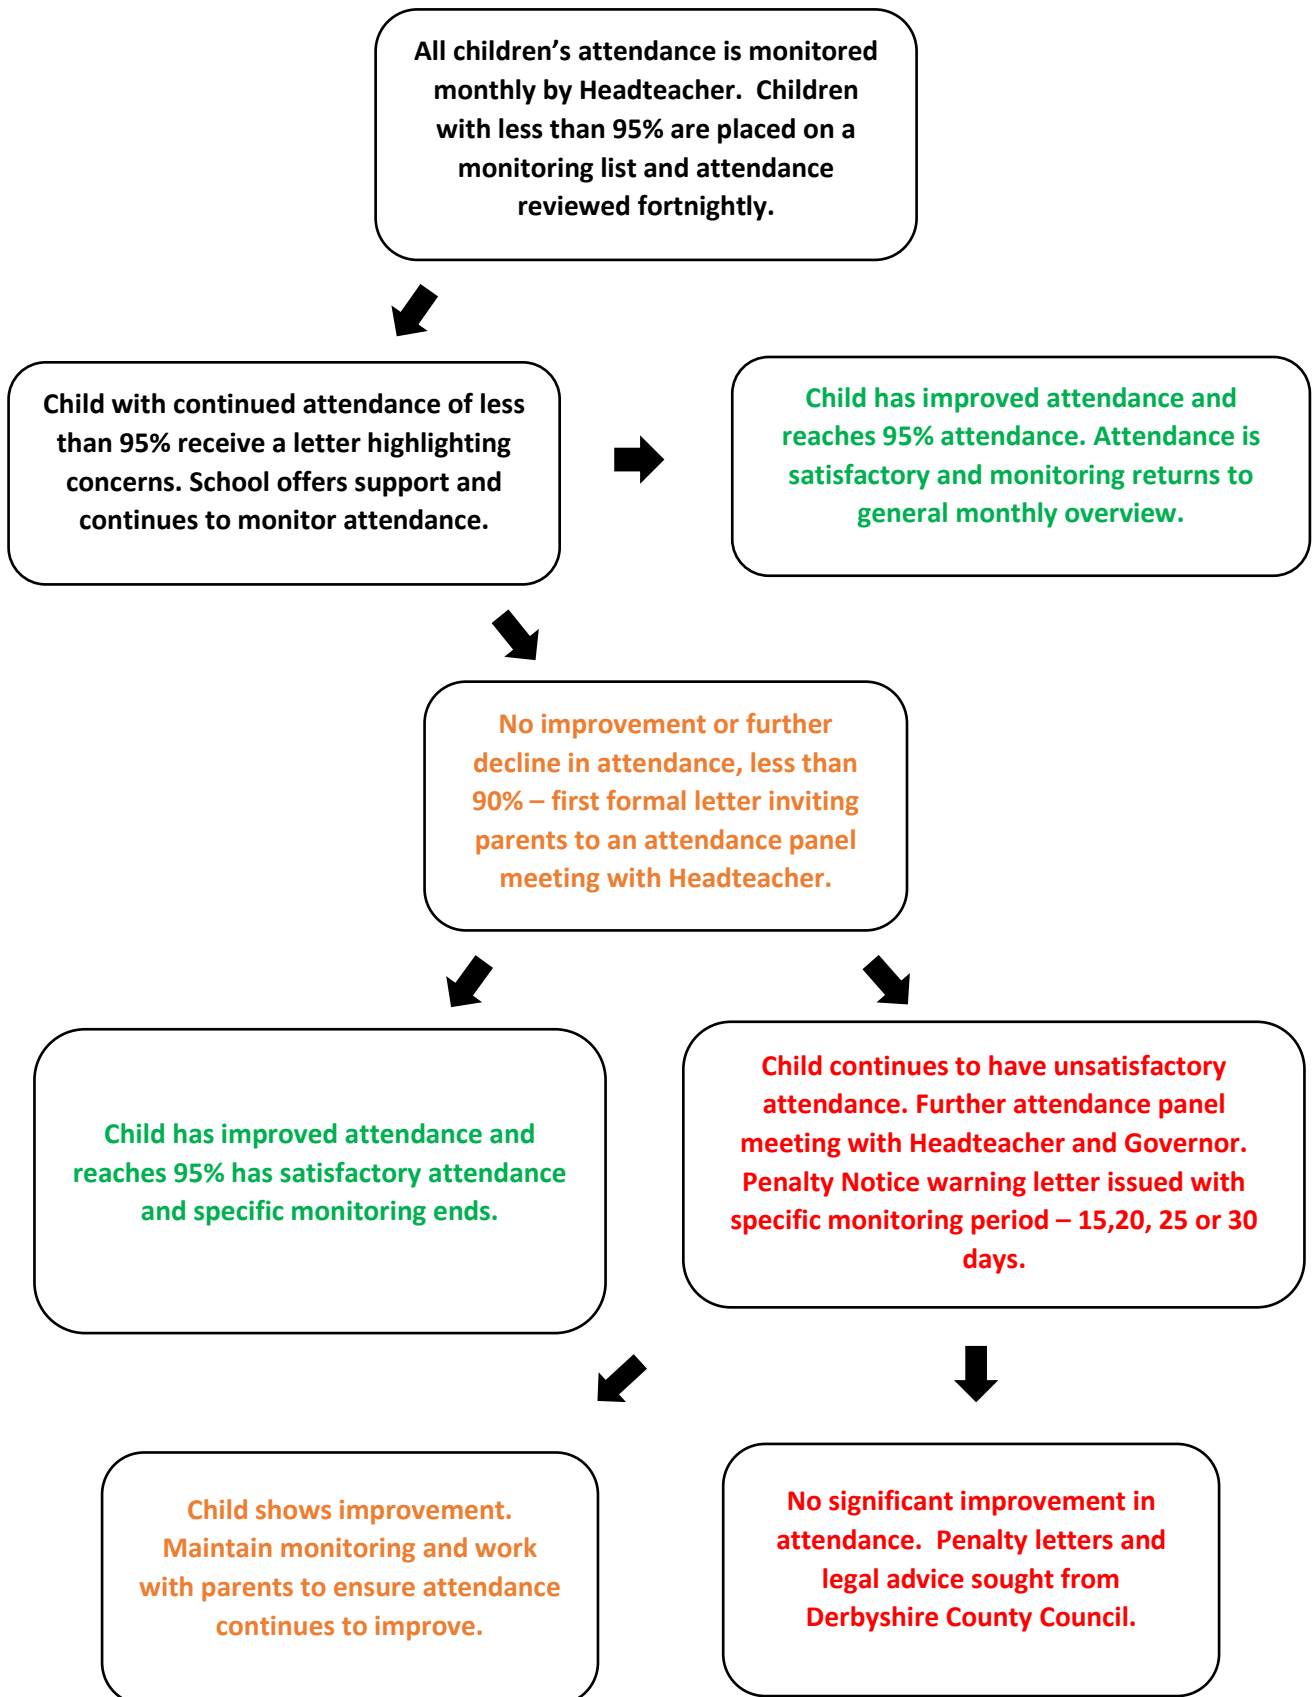 All children’s attendance is monitored
monthly by Headteacher.  Children
with less than 95% are placed on a
monitoring list and attendance
reviewed fortnightly.
Child with continued attendance of less
than 95% receive a letter highlighting
concerns. School offers support and
continues to monitor attendance.
Child has improved attendance and
reaches 95% attendance. Attendance is
satisfactory and monitoring returns to
general monthly overview.
No improvement or further
decline in attendance, less than
90% – first formal letter inviting
parents to an attendance panel
meeting with Headteacher.
Child has improved attendance and
reaches 95% has satisfactory attendance
and specific monitoring ends.
Child continues to have unsatisfactory
attendance. Further attendance panel
meeting with Headteacher and Governor.
Penalty Notice warning letter issued with
specific monitoring period – 15,20, 25 or 30
days.
Child shows improvement.
Maintain monitoring and work
with parents to ensure attendance
continues to improve.
No significant improvement in
attendance.  Penalty letters and
legal advice sought from
Derbyshire County Council.